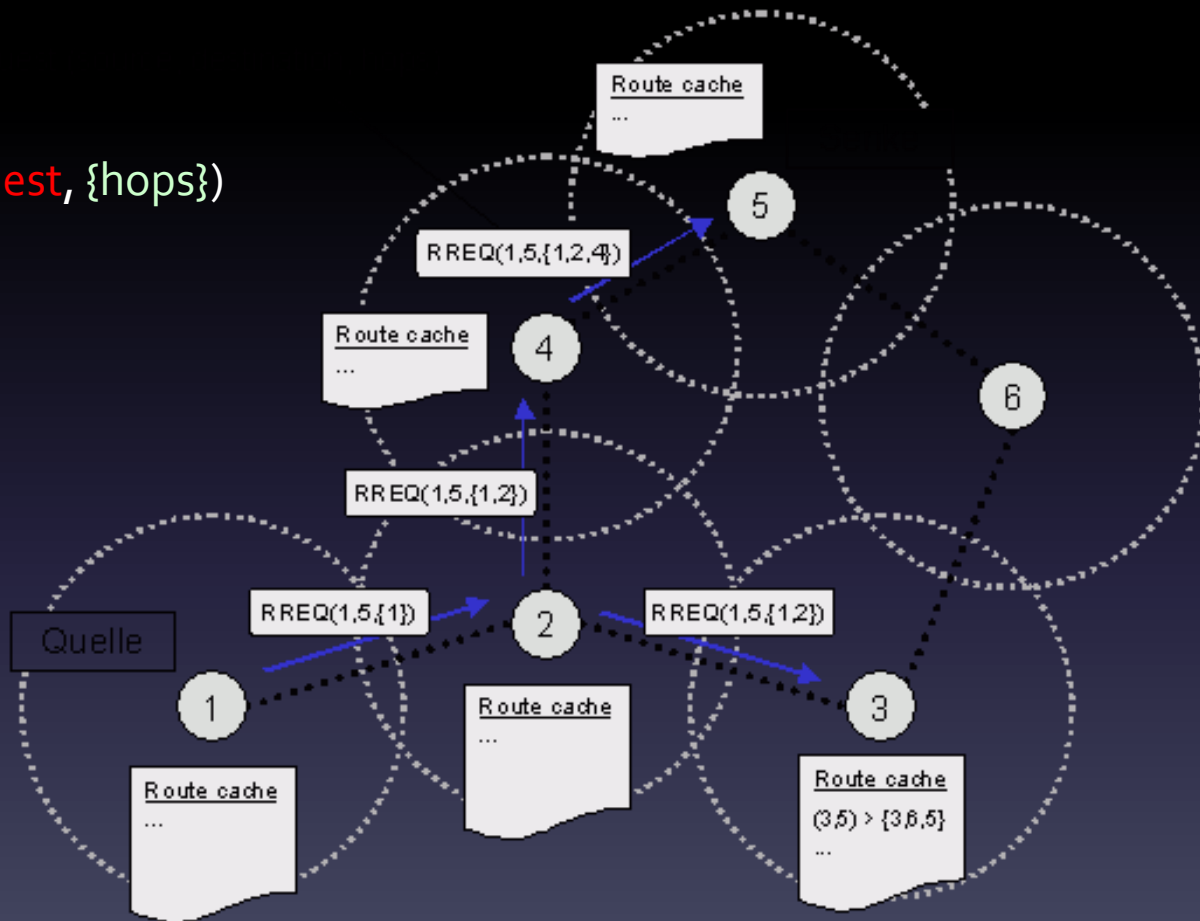 est, {hops})
Route cache
...
5
RREQ(1,5,{1,2,4})
Route cache
...
4
6
RREQ(1,5,{1,2})
RREQ(1,5,{1})
RREQ(1,5,{1,2})
Quelle
2
1
3
Route cache
...
Route cache
...
Route cache
(3,5) > {3,6,5}
...